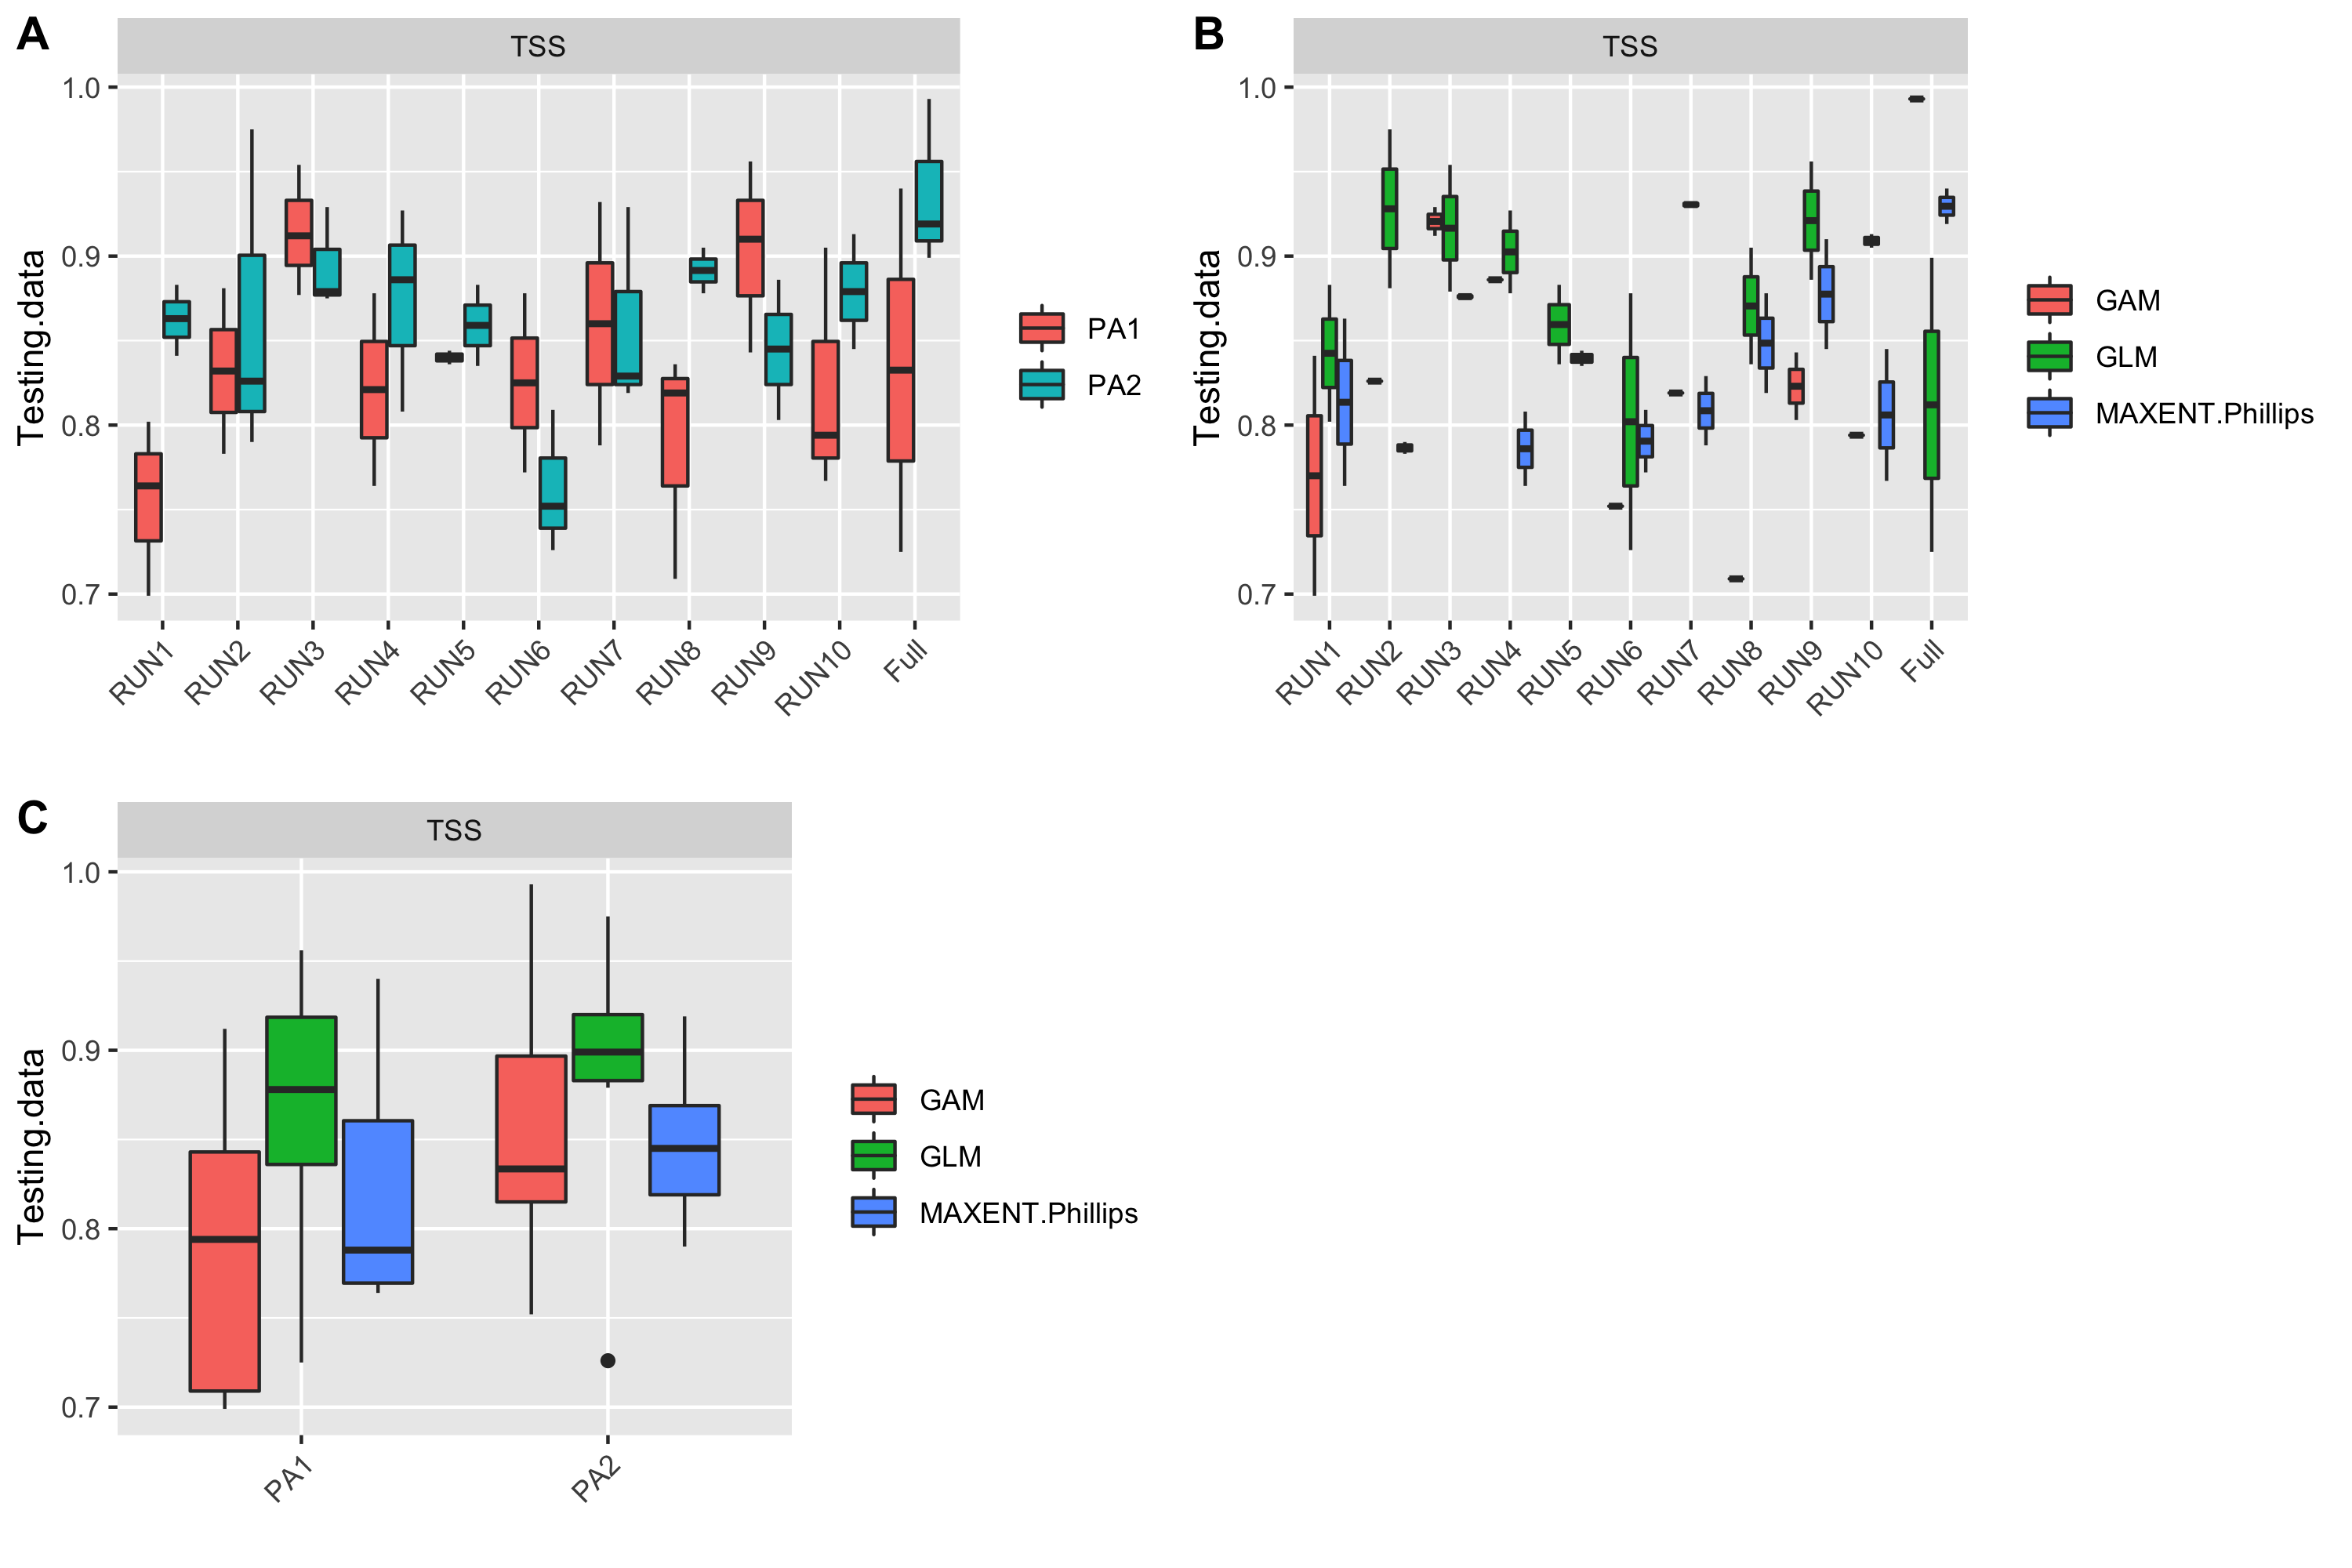 A
TSS
Testing.data
1.0
0.9
0.8
0.7
RUN1
RUN2
RUN3
RUN4
RUN5
RUN6
RUN7
RUN8
RUN9
RUN10
Full
PA1
PA2
B
TSS
Testing.data
1.0
0.9
0.8
0.7
RUN1
RUN2
RUN3
RUN4
RUN5
RUN6
RUN7
RUN8
RUN9
RUN10
Full
GAM
GLM
MAXENT.Phillips
C
TSS
Testing.data
1.0
0.9
0.8
0.7
PA1
PA2
GAM
GLM
MAXENT.Phillips